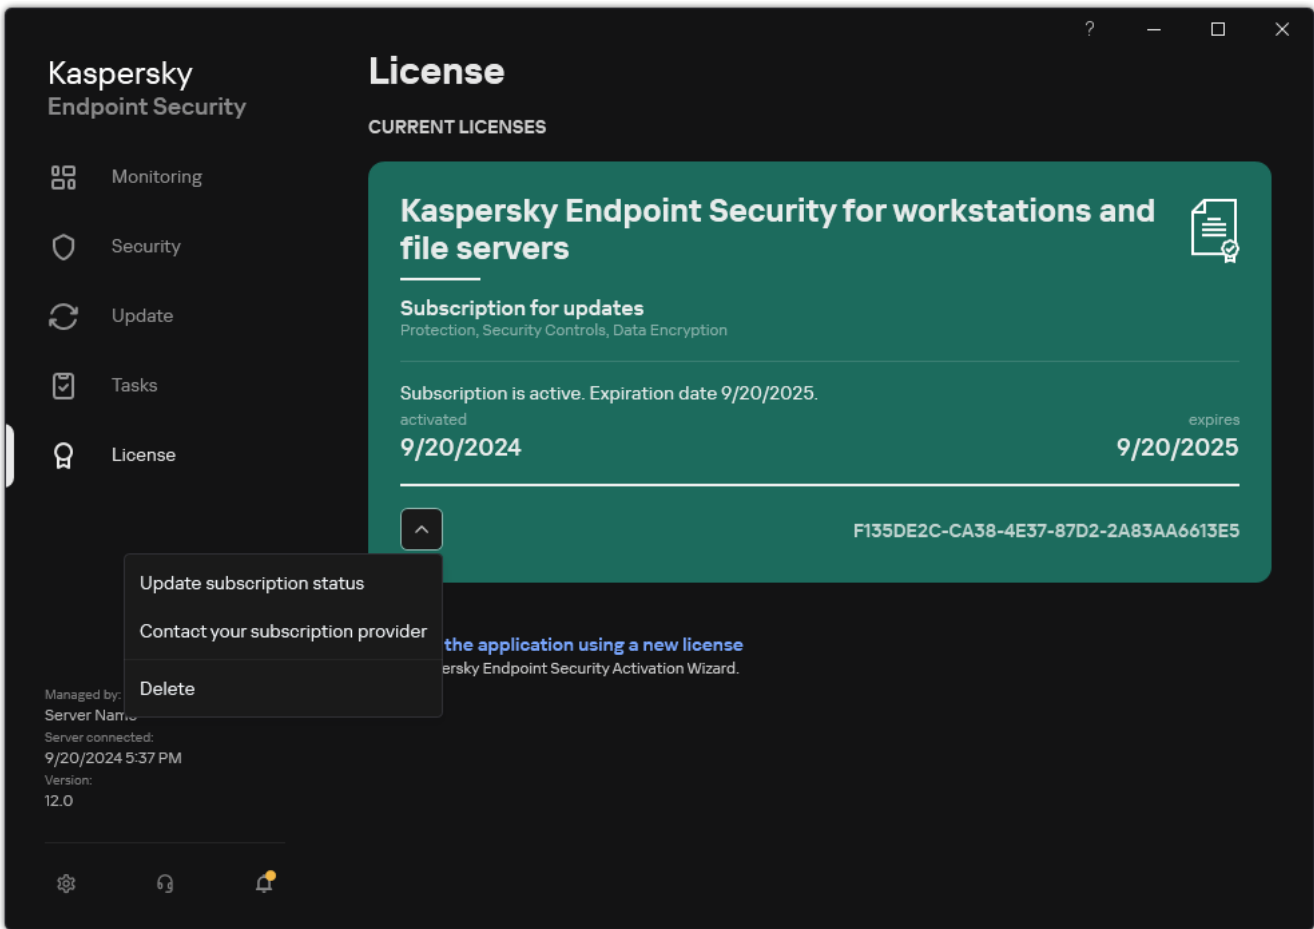 ?
Kaspersky
Endpoint Security
Monitoring
Security
Update
Tasks
License
License
CURRENT LICENSES
Kaspersky Endpoint Security for workstations and
file servers
Subscription for updates
Protection, Security Controls, Data Encryption
Subscription is active. Expiration date 9/20/2025.
activated
expires
9/20/2024
9/20/2025
F135DE2C-CA38-4E37-87D2-2A83AA6613E5
Update subscription status
Contact your subscription provider
Delete
the application using a new license
ersky Endpoint Security Activation Wizard.
Managed by:
Server Name
Server connected:
9/20/2024 5:37 PM
Version:
12.0